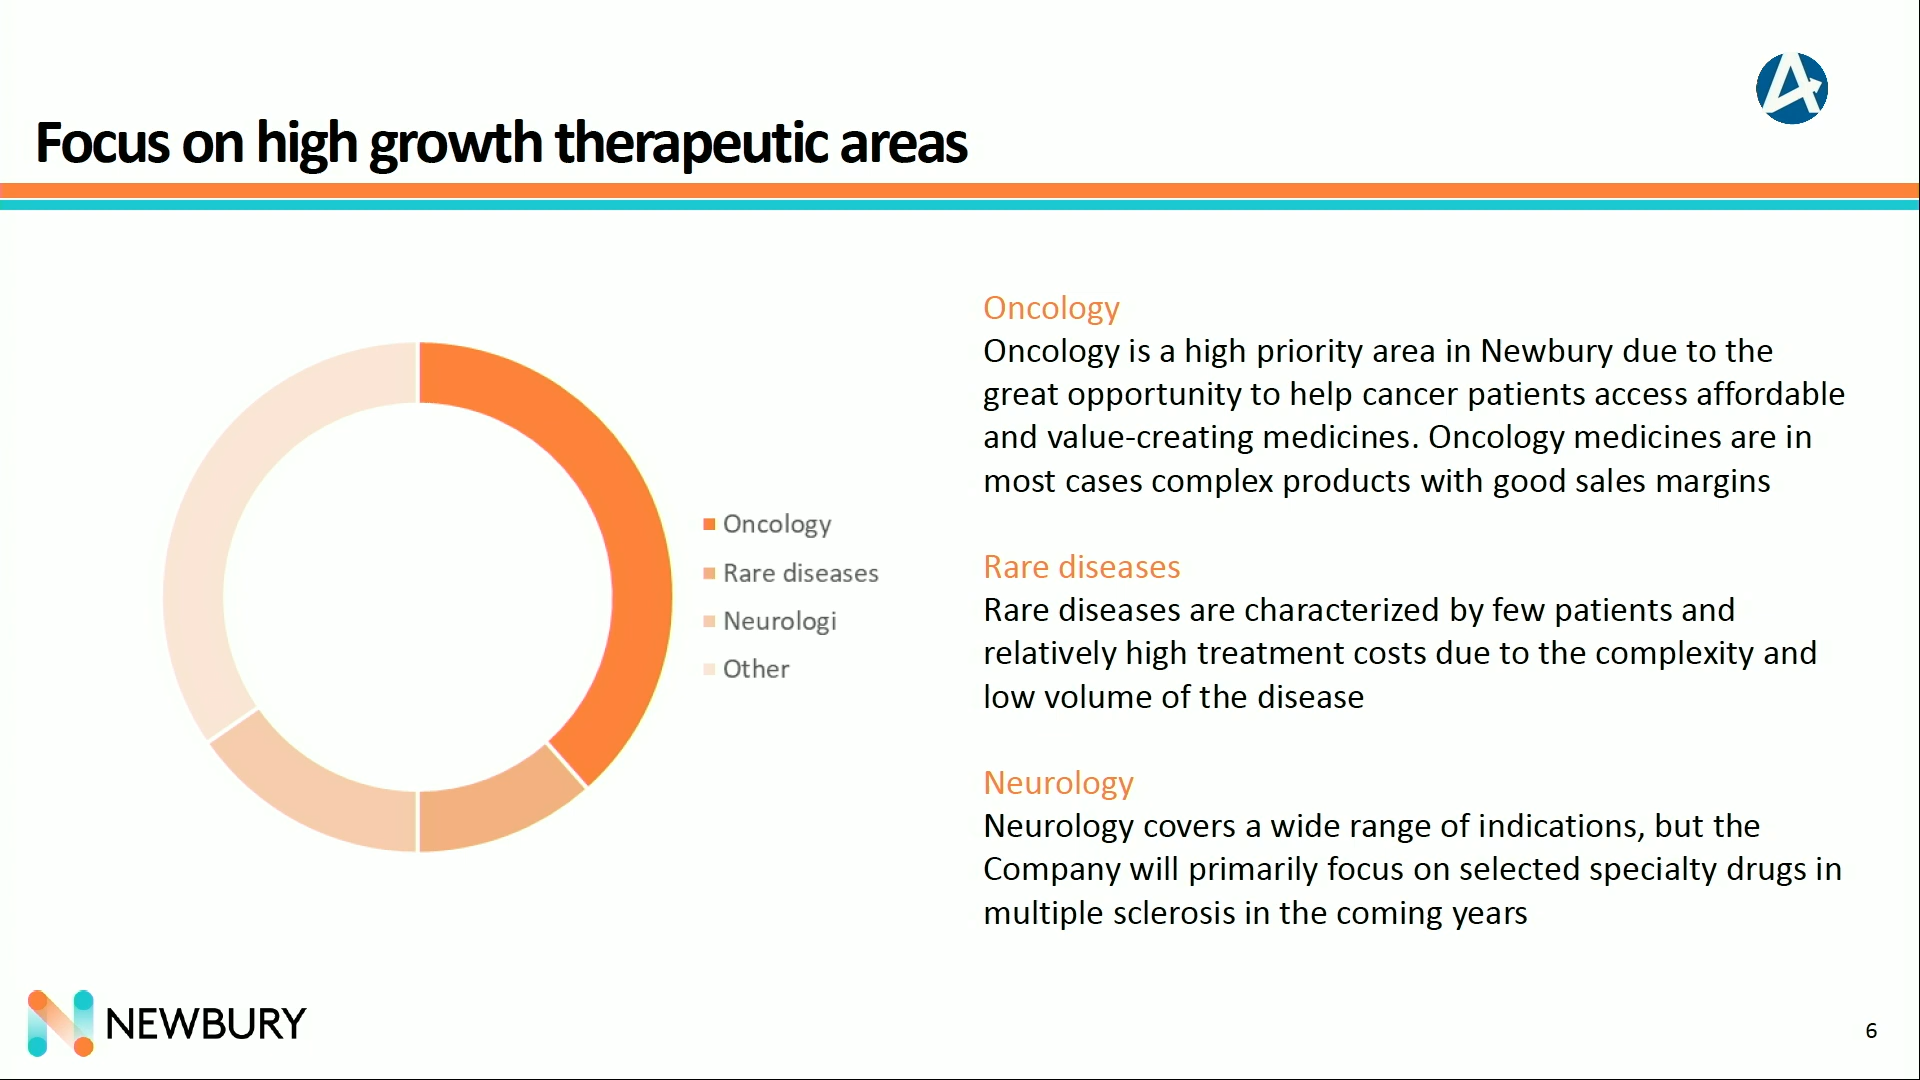 Focus on high growth therapeutic areas
Oncology
Rare diseases
Neurologi
Other
Oncology
Oncology is a high priority area in Newbury due to the
great opportunity to help cancer patients access affordable
and value-creating medicines. Oncology medicines are in
most cases complex products with good sales margins
Rare diseases
Rare diseases are characterized by few patients and
relatively high treatment costs due to the complexity and
low volume of the disease
Neurology
Neurology covers a wide range of indications, but the
Company will primarily focus on selected specialty drugs in
multiple sclerosis in the coming years
NEWBURY
6